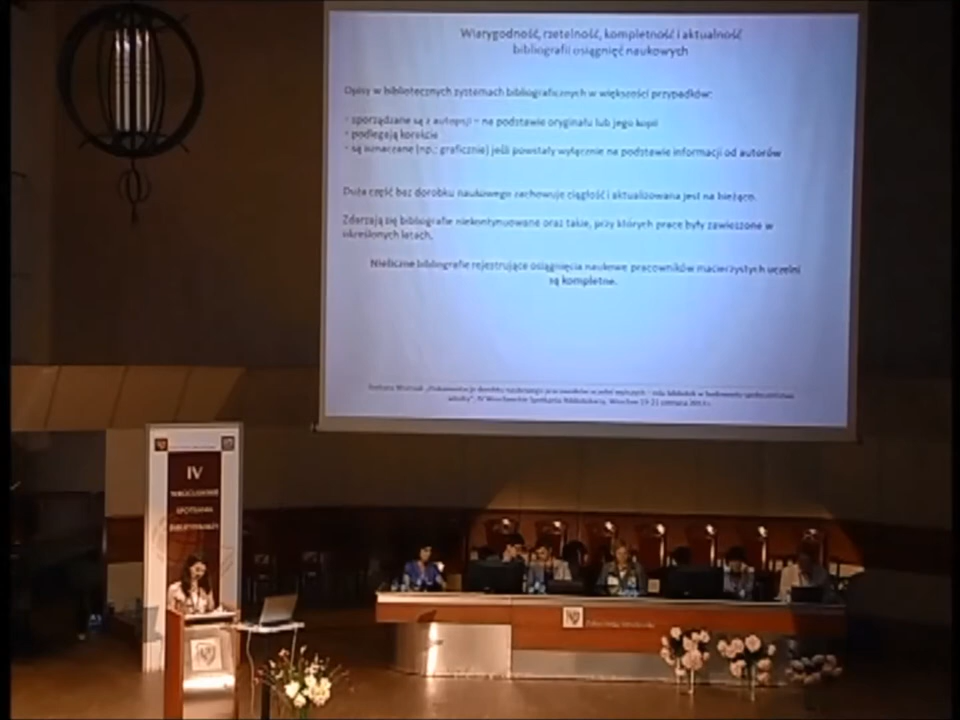 Wiarygodność, rzetelność, kompletność i aktualność
bibliografii osiągnięć naukowych
Opisy w bibliotecznych systemach bibliograficznych w większości przypadków:
- sporządzane są z autopsji – na podstawie oryginału lub jego kopii
- podlegają korekcie
- są oznaczane (np.: graficznie) jeśli powstały wyłącznie na podstawie informacji od autorów
Duża część baz dorobku naukowego zachowuje ciągłość i aktualizowana jest na bieżąco.
Zdarzają się bibliografie niekontynuowane oraz takie, przy których prace były zawieszone w
określonych latach.
Nieliczne bibliografie rejestrujące osiągnięcia naukowe pracowników macierzystych uczelni
są kompletne.
IV
WROCŁAWSKIE
SPOTKANIA
BIBLIOTEKARZY